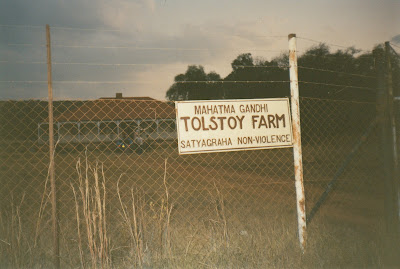 MAHATMA GANDHI
TOLSTOY FARM
SATYAGRAHA NON-VIOLENCE